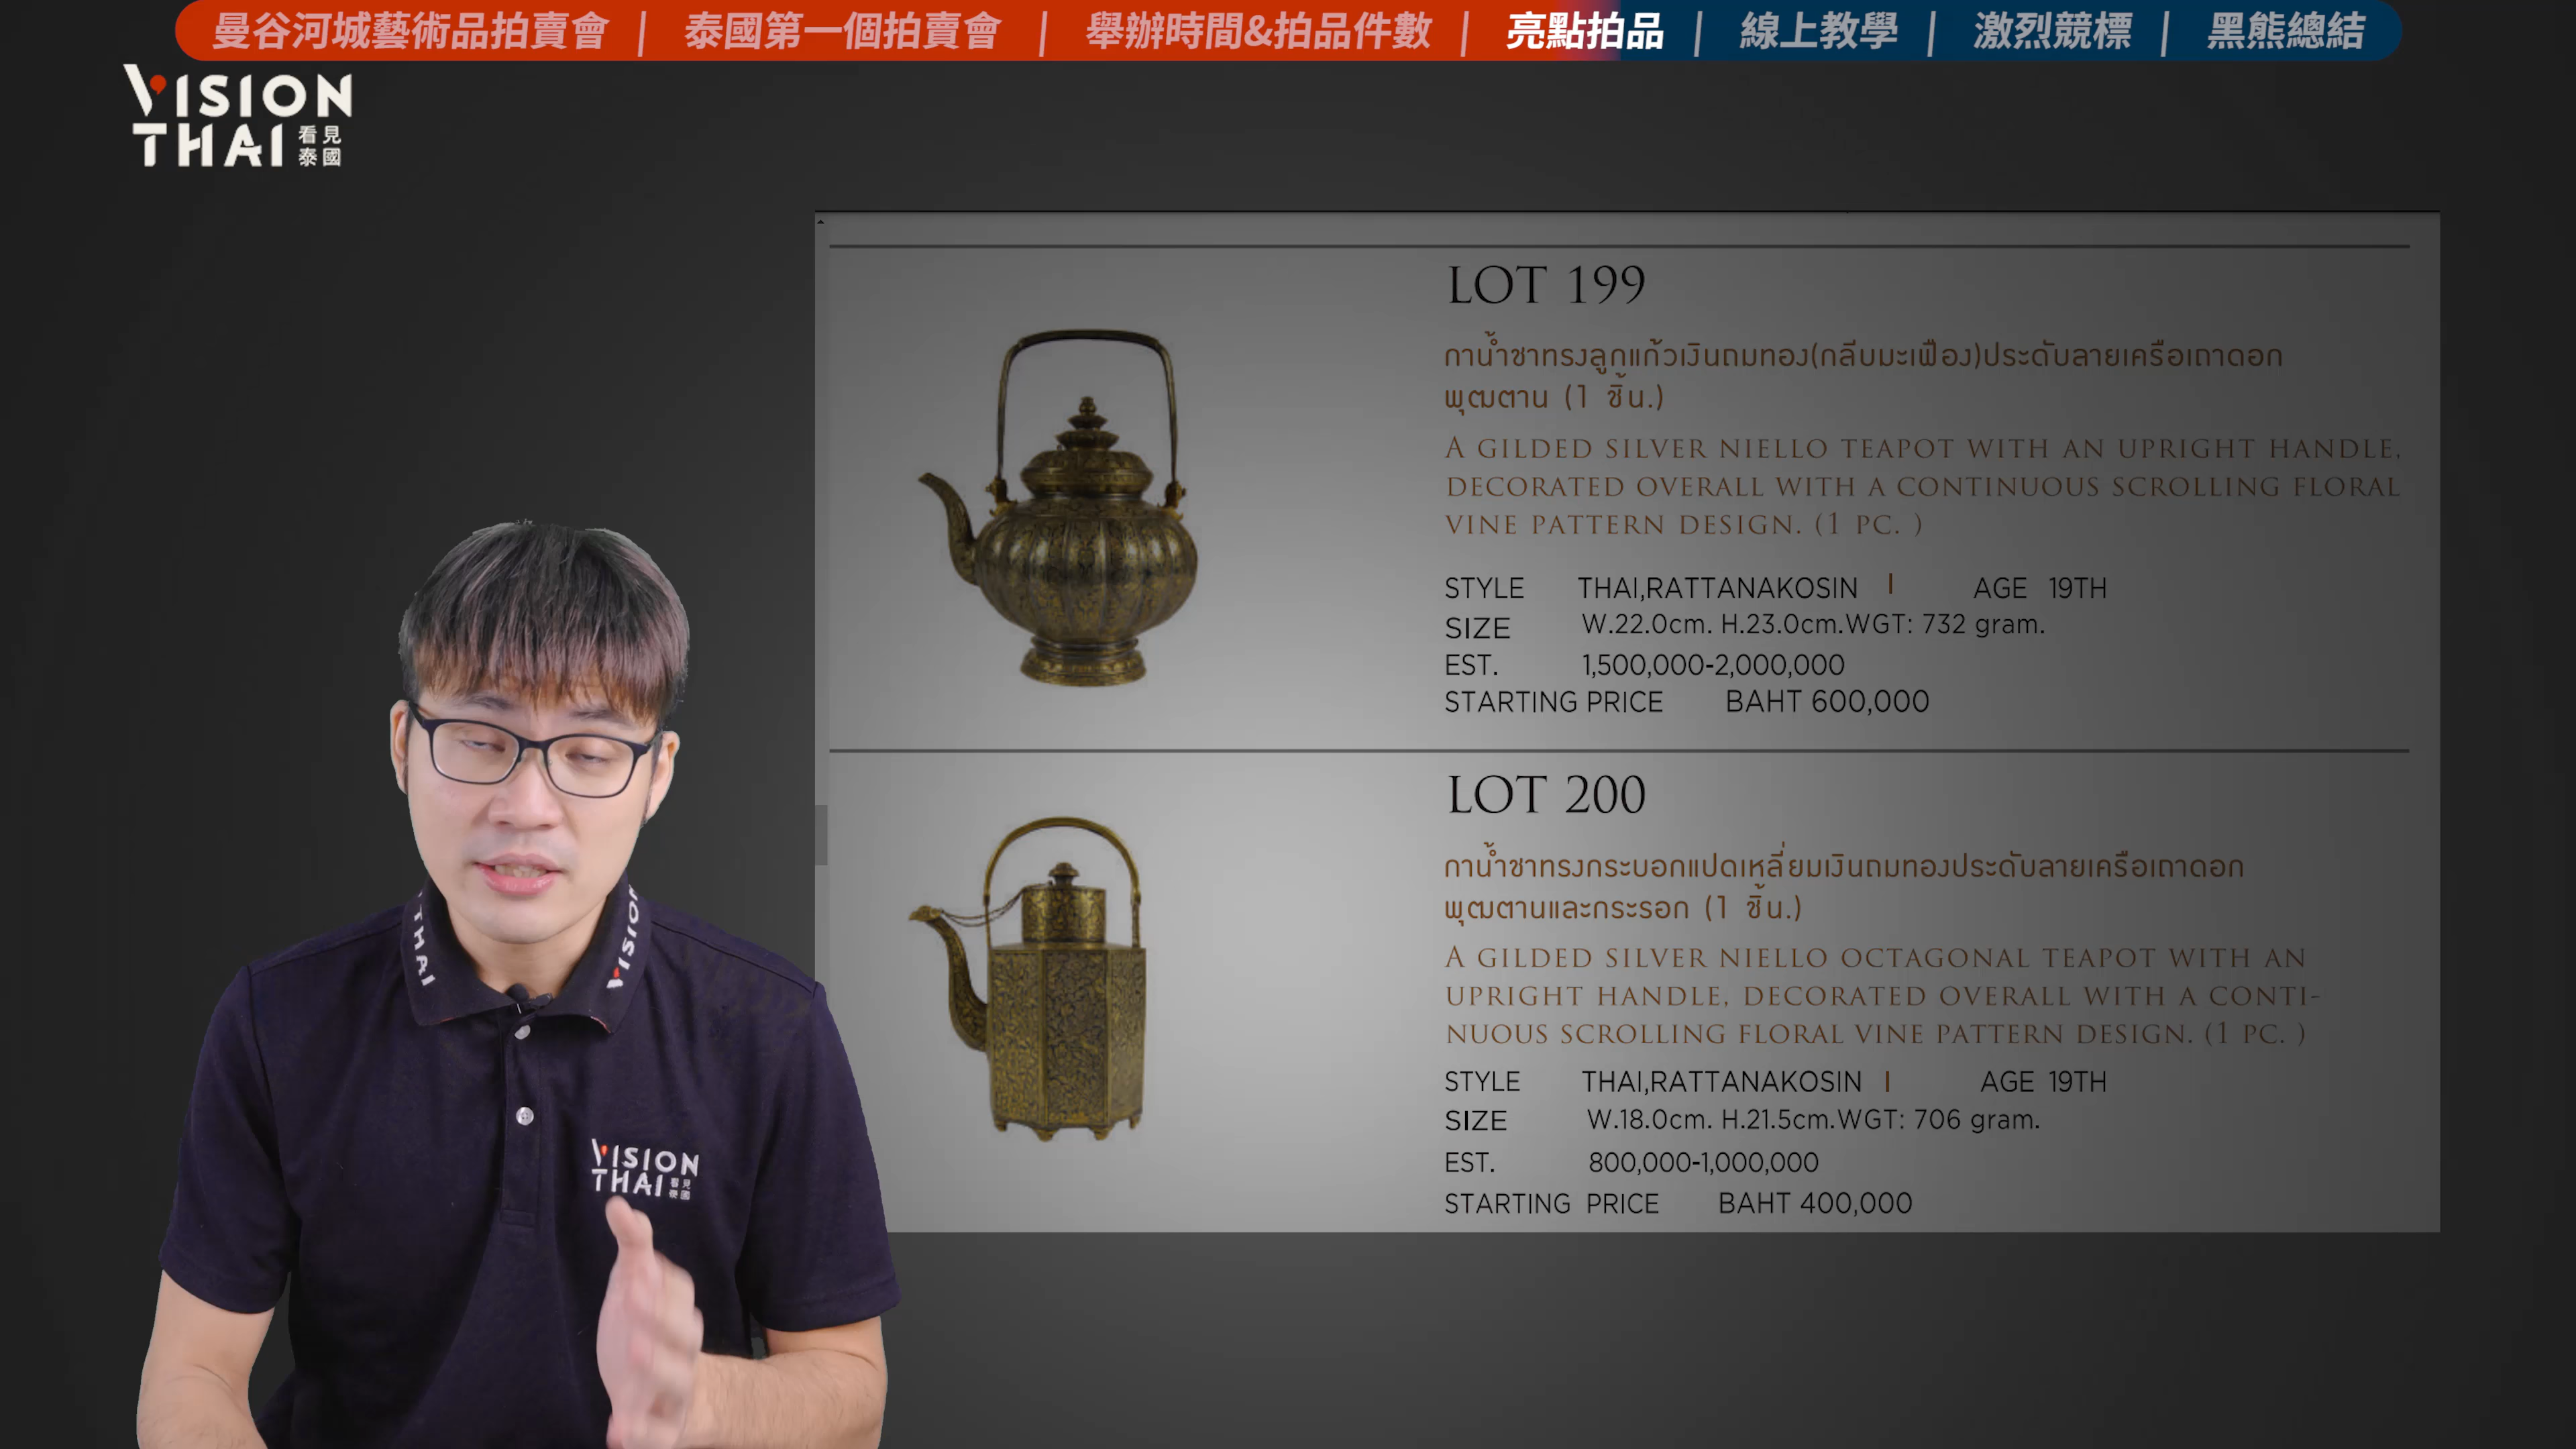 曼谷河城藝術品拍賣會 | 泰國第一個拍賣會 | 舉辦時間&拍品件數 | 亮點拍品 | 線上教學 | 激烈競標 | 黑熊總結
VISION
THAI 看見
泰國
LOT 199
กาน้ำชาทรงลูกแก้วเงินถมทอง(กลีบมะเฟือง)ประดับลายเครือเถาดอก
พุฒตาน (1 ชิ้น.)
A GILDED SILVER NIELLO TEAPOT WITH AN UPRIGHT HANDLE,
DECORATED OVERALL WITH A CONTINUOUS SCROLLING FLORAL
VINE PATTERN DESIGN. (1 PC. )
STYLE THAI,RATTANAKOSIN | AGE 19TH
SIZE W.22.0cm. H.23.0cm.WGT: 732 gram.
EST. 1,500,000-2,000,000
STARTING PRICE BAHT 600,000
LOT 200
กาน้ำชาทรงกระบอกแปดเหลี่ยมเงินถมทองประดับลายเครือเถาดอก
พุฒตานและกระรอก (1 ชิ้น.)
A GILDED SILVER NIELLO OCTAGONAL TEAPOT WITH AN
UPRIGHT HANDLE, DECORATED OVERALL WITH A CONTI-
NUOUS SCROLLING FLORAL VINE PATTERN DESIGN. (1 PC. )
STYLE THAI,RATTANAKOSIN | AGE 19TH
SIZE W.18.0cm. H.21.5cm.WGT: 706 gram.
EST. 800,000-1,000,000
STARTING PRICE BAHT 400,000
THAI
VISION
VISION
THAI 看見
泰國